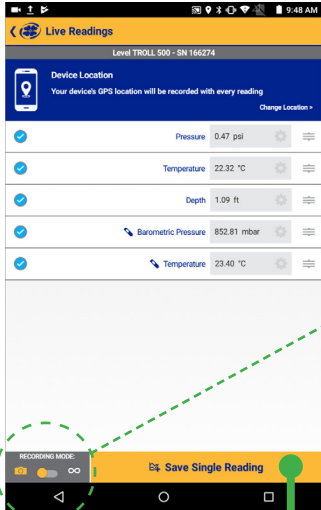 9:48 AM
Live Readings
Level TROLL 500 - SN 166274
Device Location
Your device's GPS location will be recorded with every reading
Change Location >
Pressure 0.47 psi
Temperature 22.32 °C
Depth 1.09 ft
Barometric Pressure 852.81 mbar
Temperature 23.40 °C
RECORDING MODE:
Save Single Reading